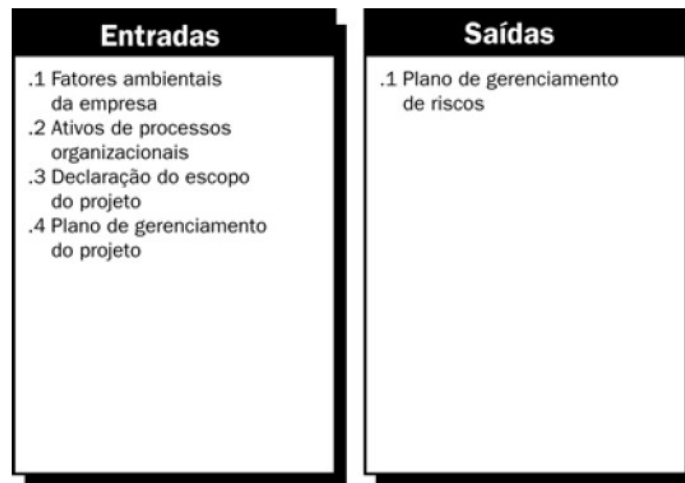 Entradas
.1 Fatores ambientais
da empresa
.2 Ativos de processos
organizacionais
.3 Declaração do escopo
do projeto
.4 Plano de gerenciamento
do projeto
Saídas
.1 Plano de gerenciamento
de riscos